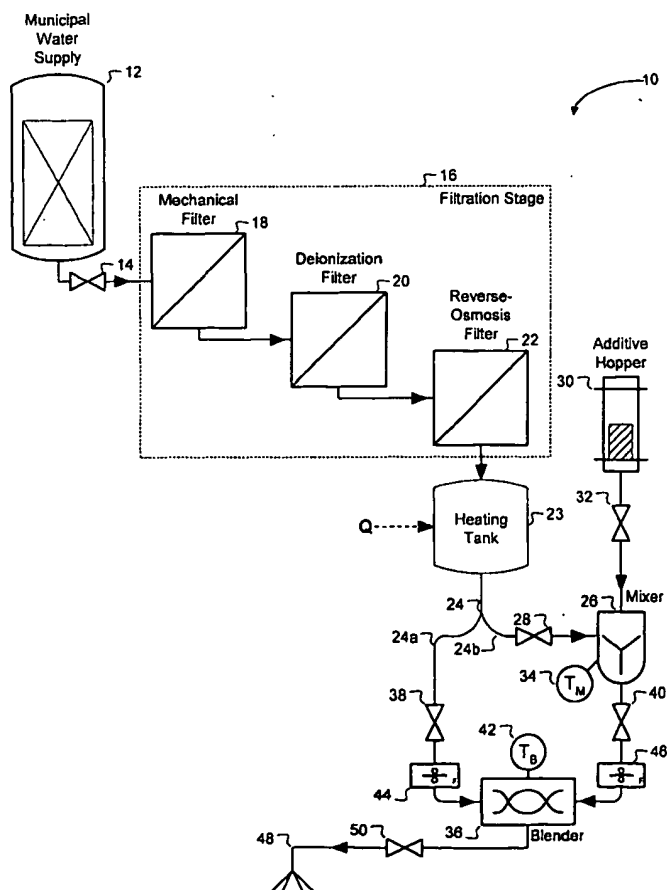 Municipal
Water
Supply
12
10
16
Filtration Stage
Mechanical
Filter
18
14
Deionization
Filter
20
Reverse-
Osmosis
Filter
22
Additive
Hopper
30
32
Q
Heating
Tank
23
24
24a
24b
28
26
Mixer
34
TM
38
40
42
TB
44
F
46
F
36
Blender
48
50